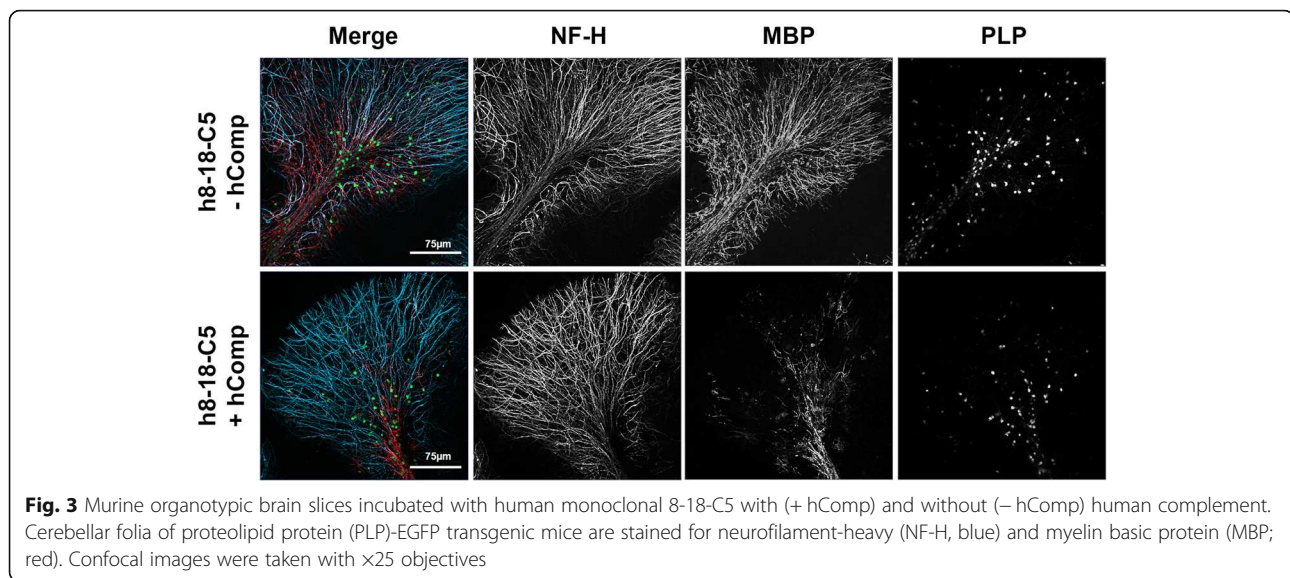 Merge NF-H MBP PLP
h8-18-C5
- hComp
75µm
h8-18-C5
+ hComp
75µm
Fig. 3 Murine organotypic brain slices incubated with human monoclonal 8-18-C5 with (+ hComp) and without (− hComp) human complement.
Cerebellar folia of proteolipid protein (PLP)-EGFP transgenic mice are stained for neurofilament-heavy (NF-H, blue) and myelin basic protein (MBP;
red). Confocal images were taken with ×25 objectives